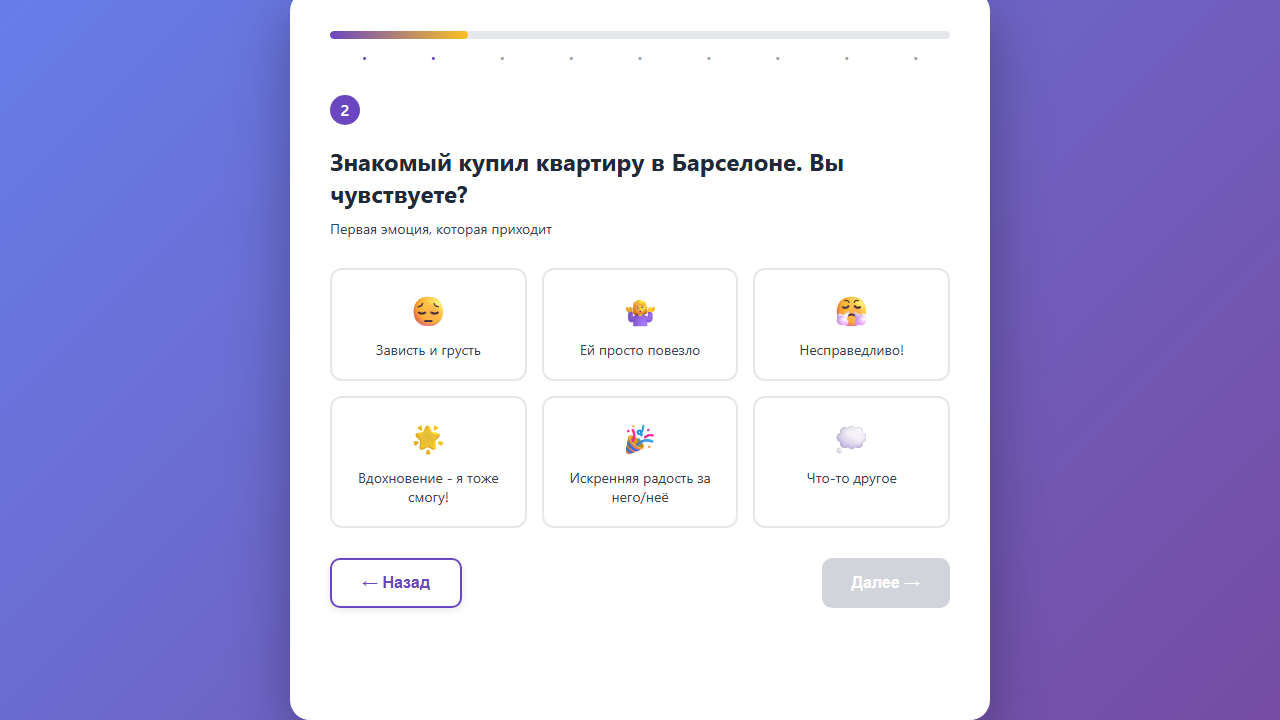 2
Знакомый купил квартиру в Барселоне. Вы
чувствуете?
Первая эмоция, которая приходит
Зависть и грусть
Ей просто повезло
Несправедливо!
Вдохновение - я тоже
смогу!
Искренняя радость за
него/неё
Что-то другое
← Назад
Далее →